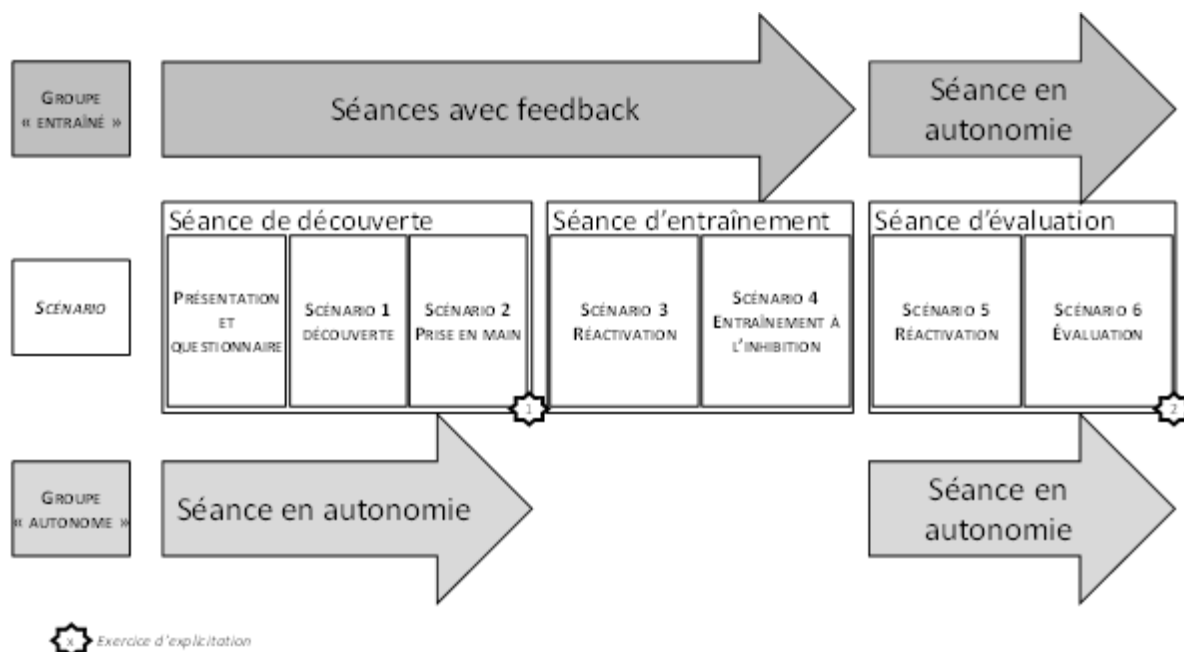 GROUPE
« ENTRAÎNÉ »
Séances avec feedback
Séance en
autonomie
SCÉNARIO
Séance de découverte
PRÉSENTATION
ET
QUESTIONNAIRE
SCÉNARIO 1
DÉCOUVERTE
SCÉNARIO 2
PRISE EN MAIN
1
Séance d'entraînement
SCÉNARIO 3
RÉACTIVATION
SCÉNARIO 4
ENTRAÎNEMENT À
L'INHIBITION
Séance d'évaluation
SCÉNARIO 5
RÉACTIVATION
SCÉNARIO 6
ÉVALUATION
2
GROUPE
« AUTONOME »
Séance en autonomie
Séance en
autonomie
x Exercice d'explicitation